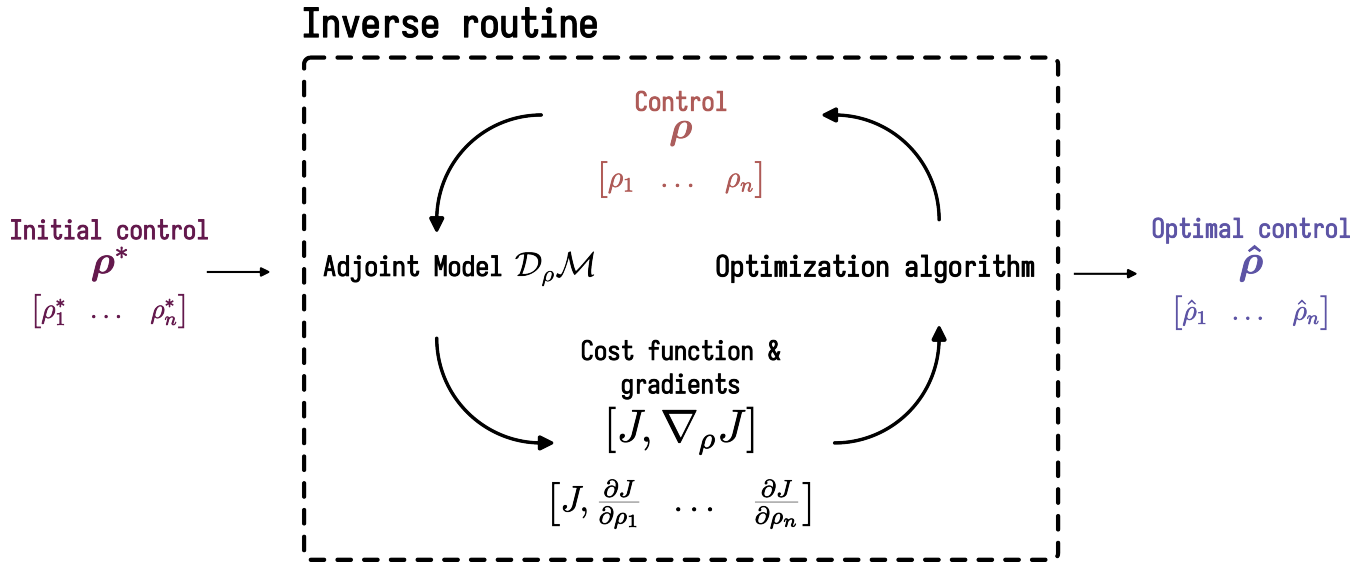 Inverse routine
Initial control
ρ*
[ρ₁* … ρₙ*]
Control
ρ
[ρ₁ … ρₙ]
Adjoint Model 𝒟ᵨℳ
Optimization algorithm
Cost function &
gradients
[J, ∇ᵨJ]
[J, ∂J/∂ρ₁ … ∂J/∂ρₙ]
Optimal control
ρ̂
[ρ̂₁ … ρ̂ₙ]